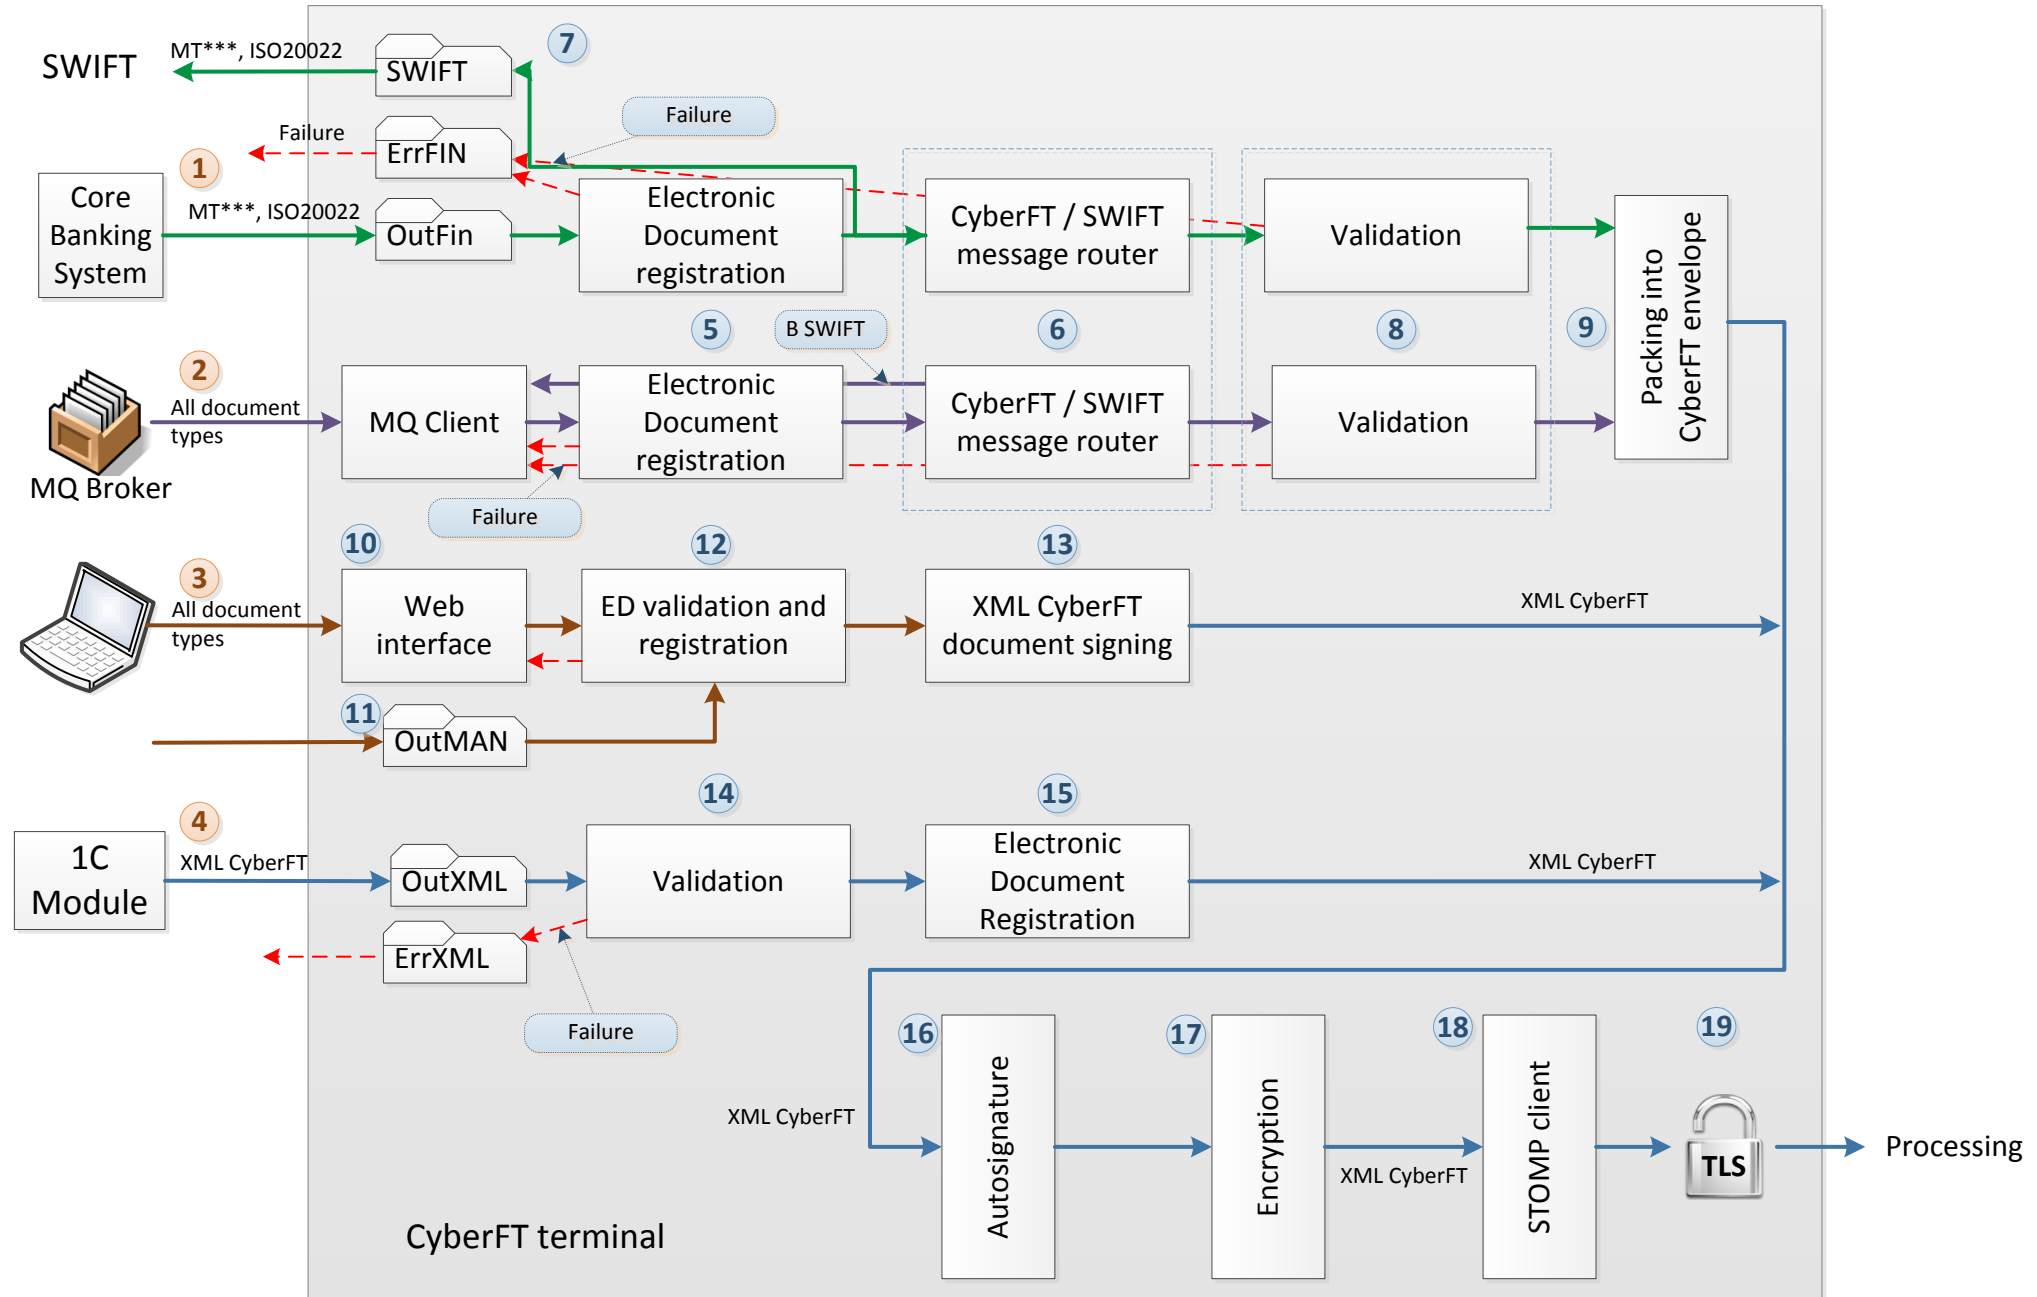 SWIFT
MT***, ISO20022
SWIFT
7
Failure
ErrFIN
Failure
1
Core
Banking
System
MT***, ISO20022
OutFin
Electronic
Document
registration
CyberFT / SWIFT
message router
Validation
Packing into
CyberFT envelope
5
B SWIFT
6
8
9
2
All document
types
MQ Broker
MQ Client
Electronic
Document
registration
CyberFT / SWIFT
message router
Validation
Failure
10
12
13
3
All document
types
Web
interface
ED validation and
registration
XML CyberFT
document signing
XML CyberFT
11
OutMAN
14
15
4
1C
Module
XML CyberFT
OutXML
Validation
Electronic
Document
Registration
XML CyberFT
ErrXML
Failure
16
17
18
19
XML CyberFT
Autosignature
Encryption
XML CyberFT
STOMP client
TLS
Processing
CyberFT terminal